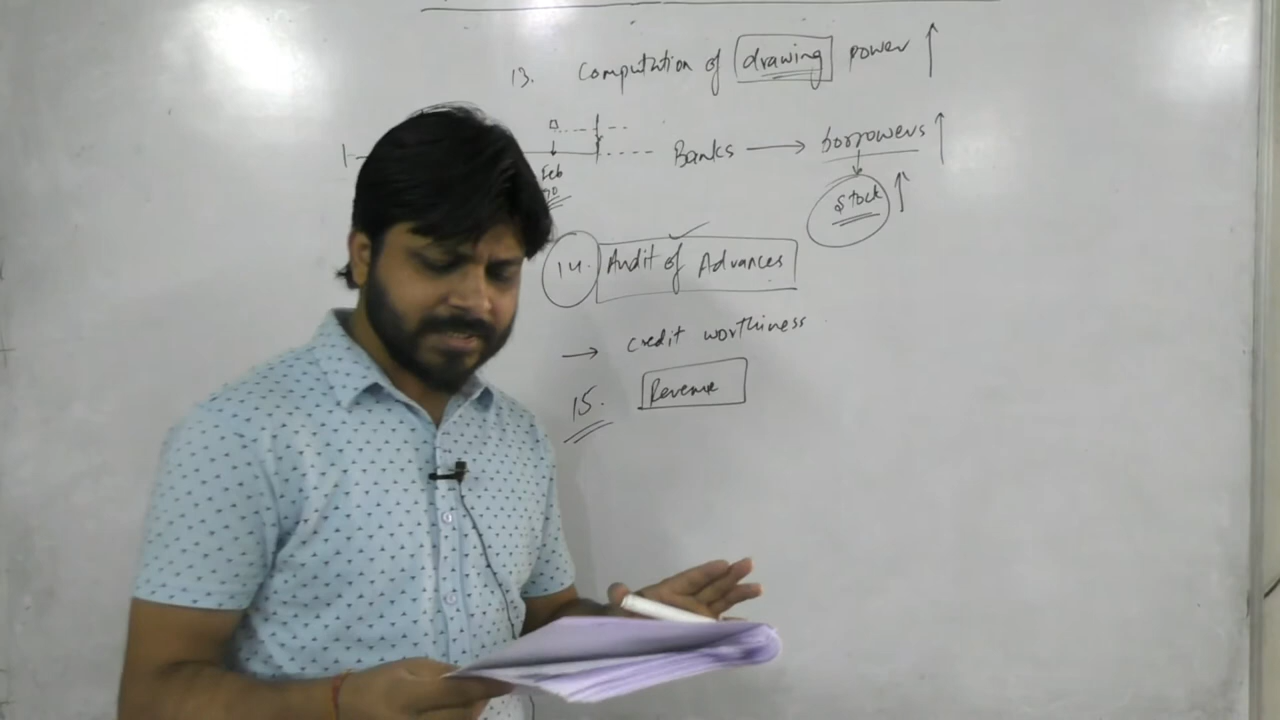 13. Computation of drawing power ↑
Banks → borrowers ↑
Feb
Stock ↑
14. Audit of Advances
→ credit worthiness
15. Revenue